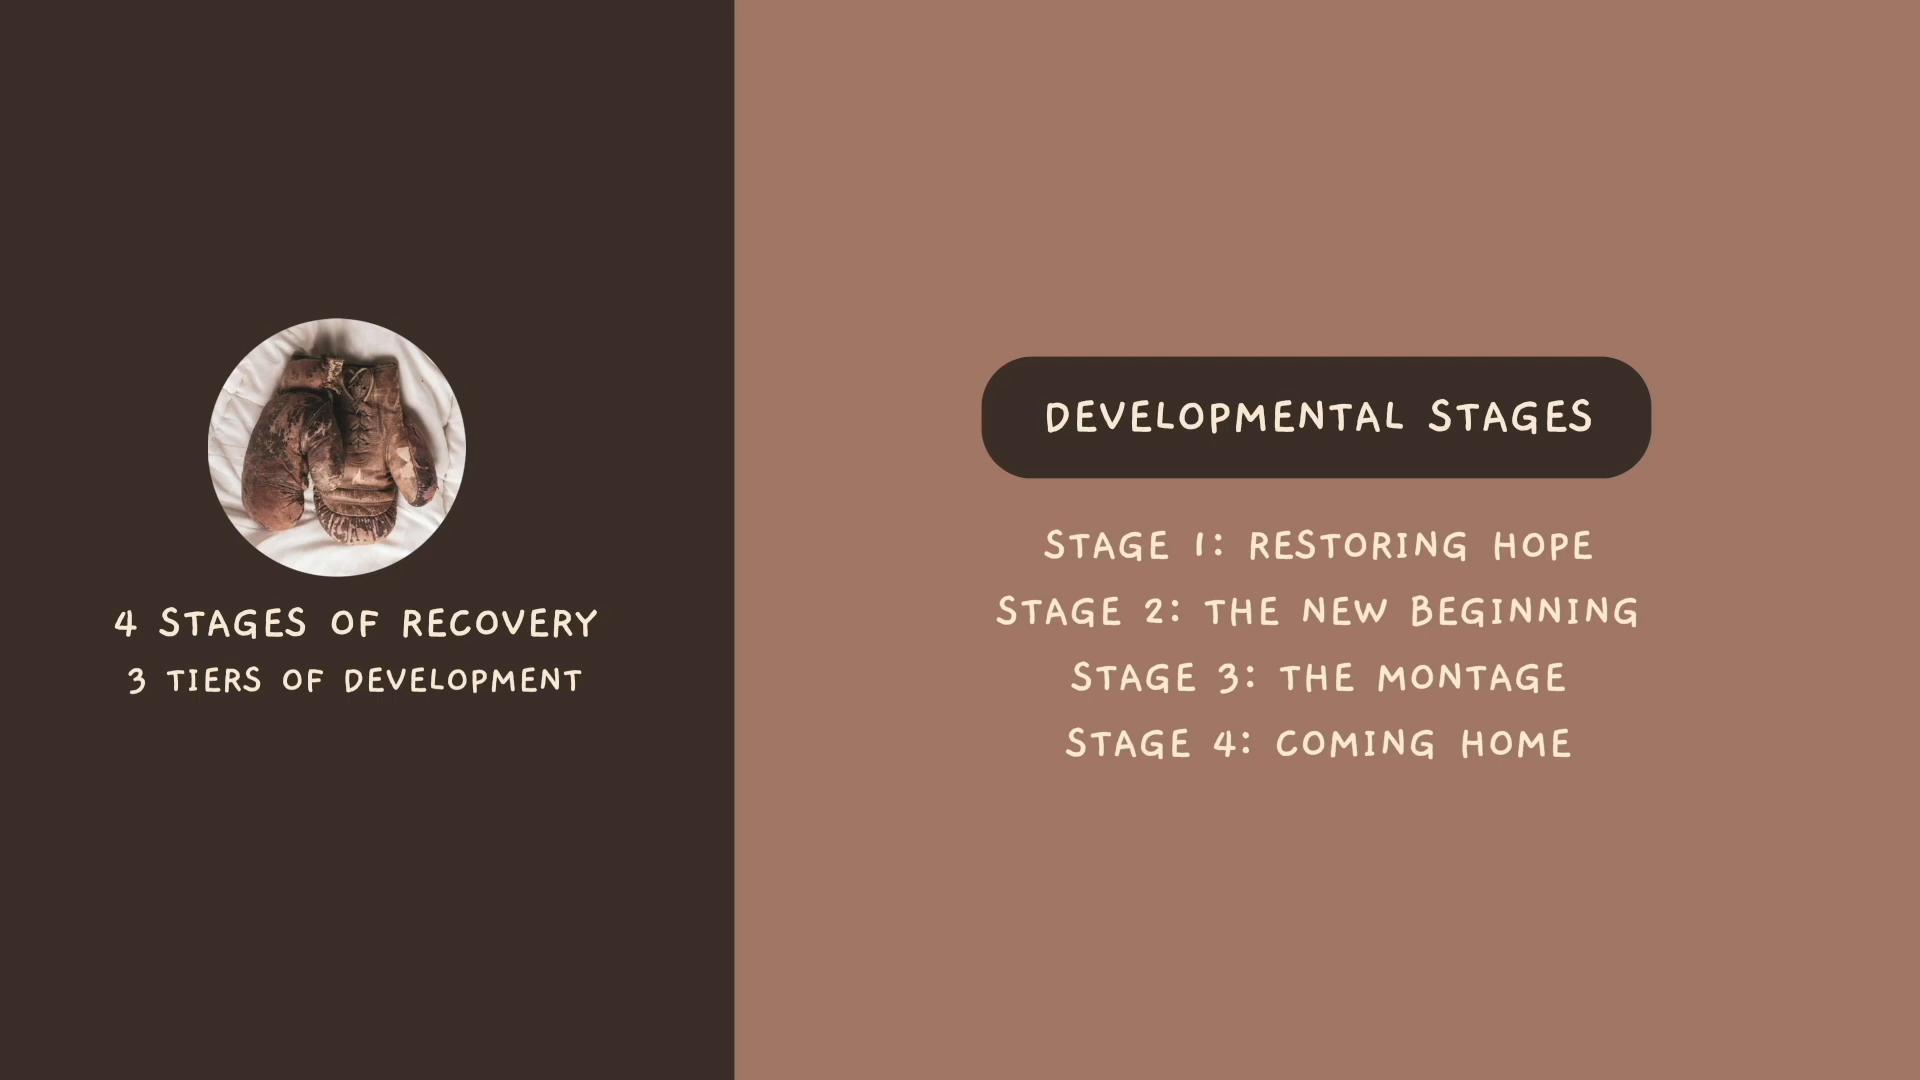 4 STAGES OF RECOVERY
3 TIERS OF DEVELOPMENT
DEVELOPMENTAL STAGES
STAGE 1: RESTORING HOPE
STAGE 2: THE NEW BEGINNING
STAGE 3: THE MONTAGE
STAGE 4: COMING HOME